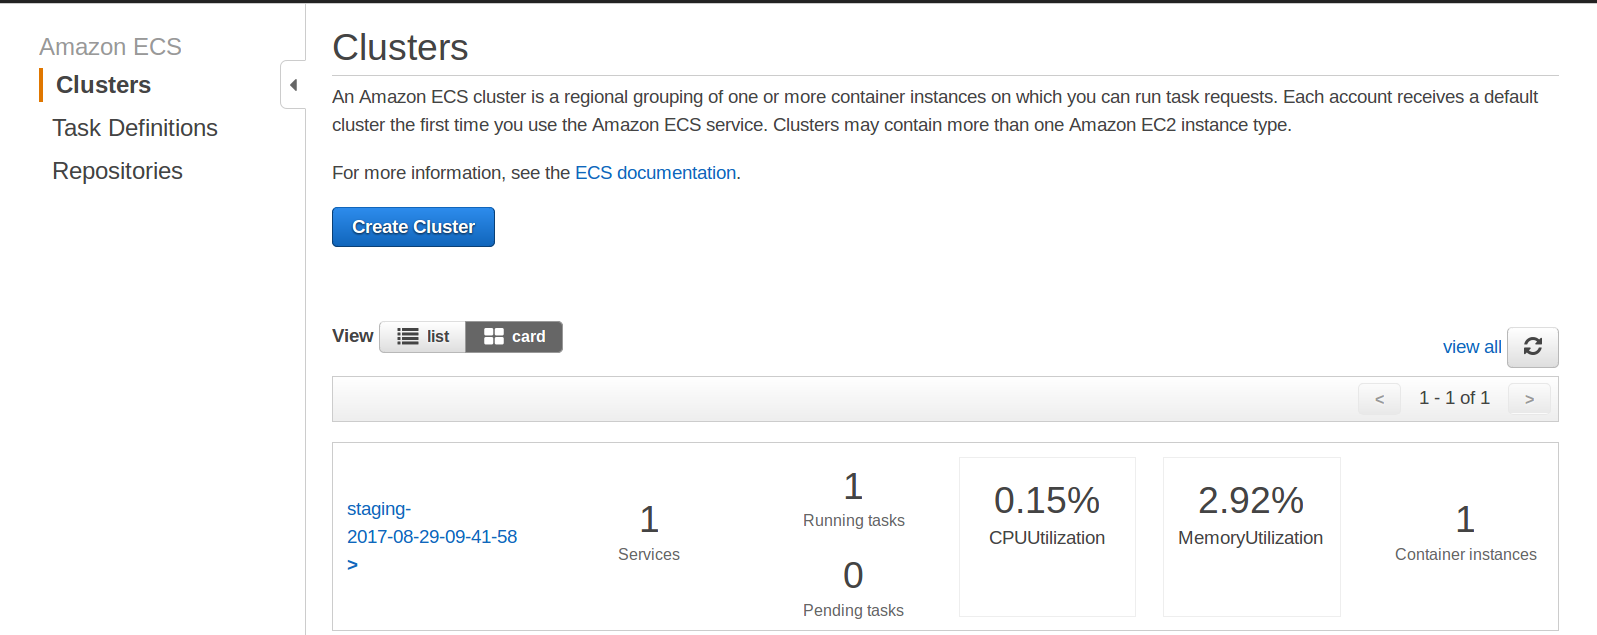 Amazon ECS
Clusters
Task Definitions
Repositories
Clusters
An Amazon ECS cluster is a regional grouping of one or more container instances on which you can run task requests. Each account receives a default
cluster the first time you use the Amazon ECS service. Clusters may contain more than one Amazon EC2 instance type.
For more information, see the ECS documentation.
Create Cluster
View list card
view all
< 1 - 1 of 1 >
staging-
2017-08-29-09-41-58
>
1
Services
1
Running tasks
0
Pending tasks
0.15%
CPUUtilization
2.92%
MemoryUtilization
1
Container instances